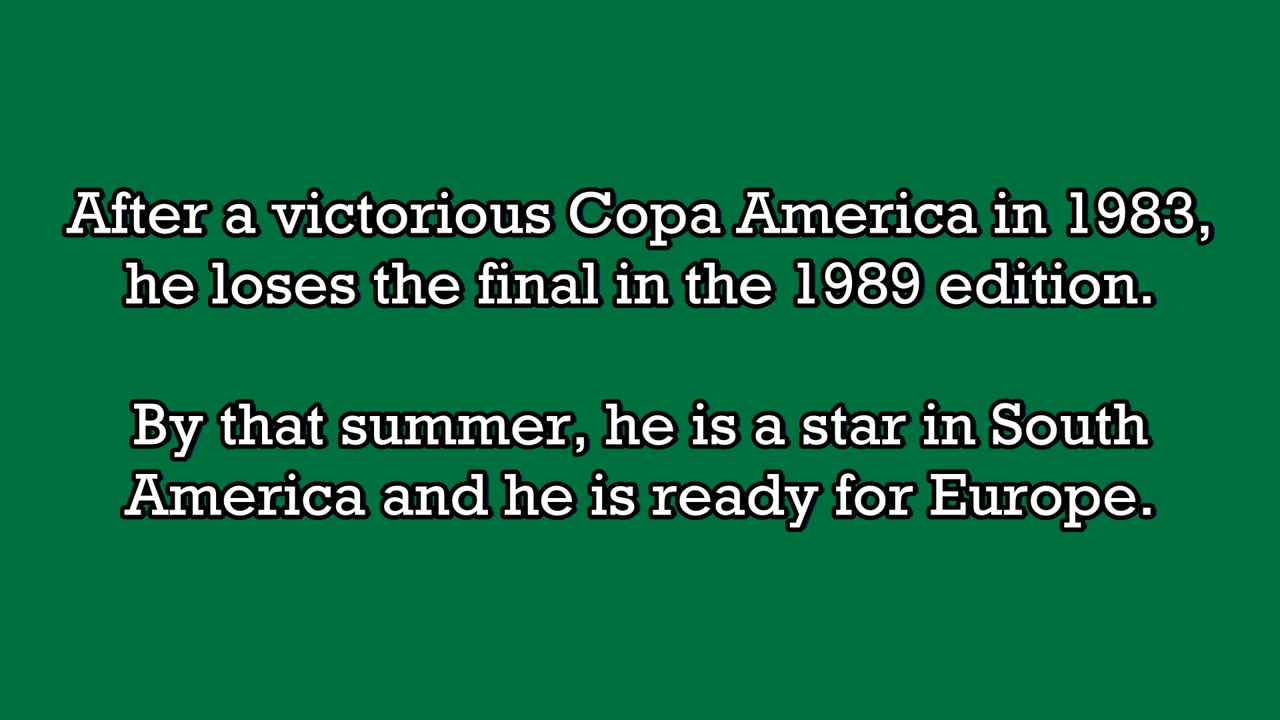 After a victorious Copa America in 1983,
he loses the final in the 1989 edition.
By that summer, he is a star in South
America and he is ready for Europe.